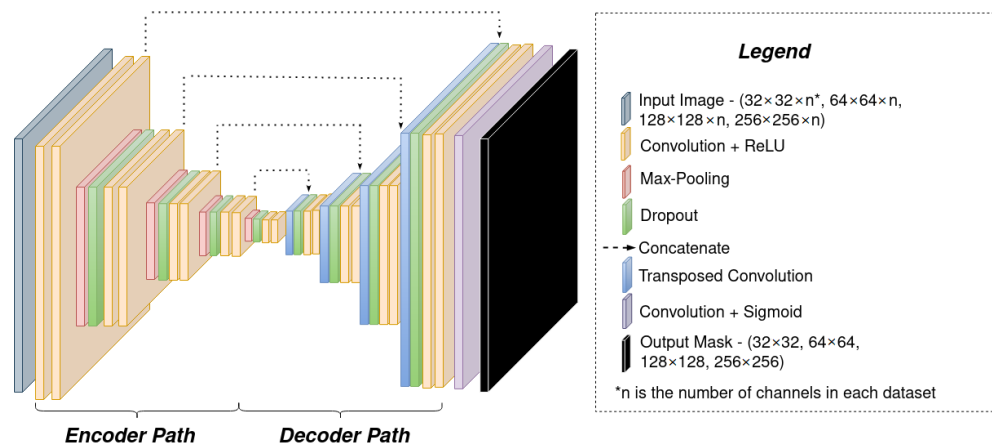 Legend
Input Image - (32×32×n*, 64×64×n,
128×128×n, 256×256×n)
Convolution + ReLU
Max-Pooling
Dropout
Concatenate
Transposed Convolution
Convolution + Sigmoid
Output Mask - (32×32, 64×64,
128×128, 256×256)
*n is the number of channels in each dataset
Encoder Path
Decoder Path